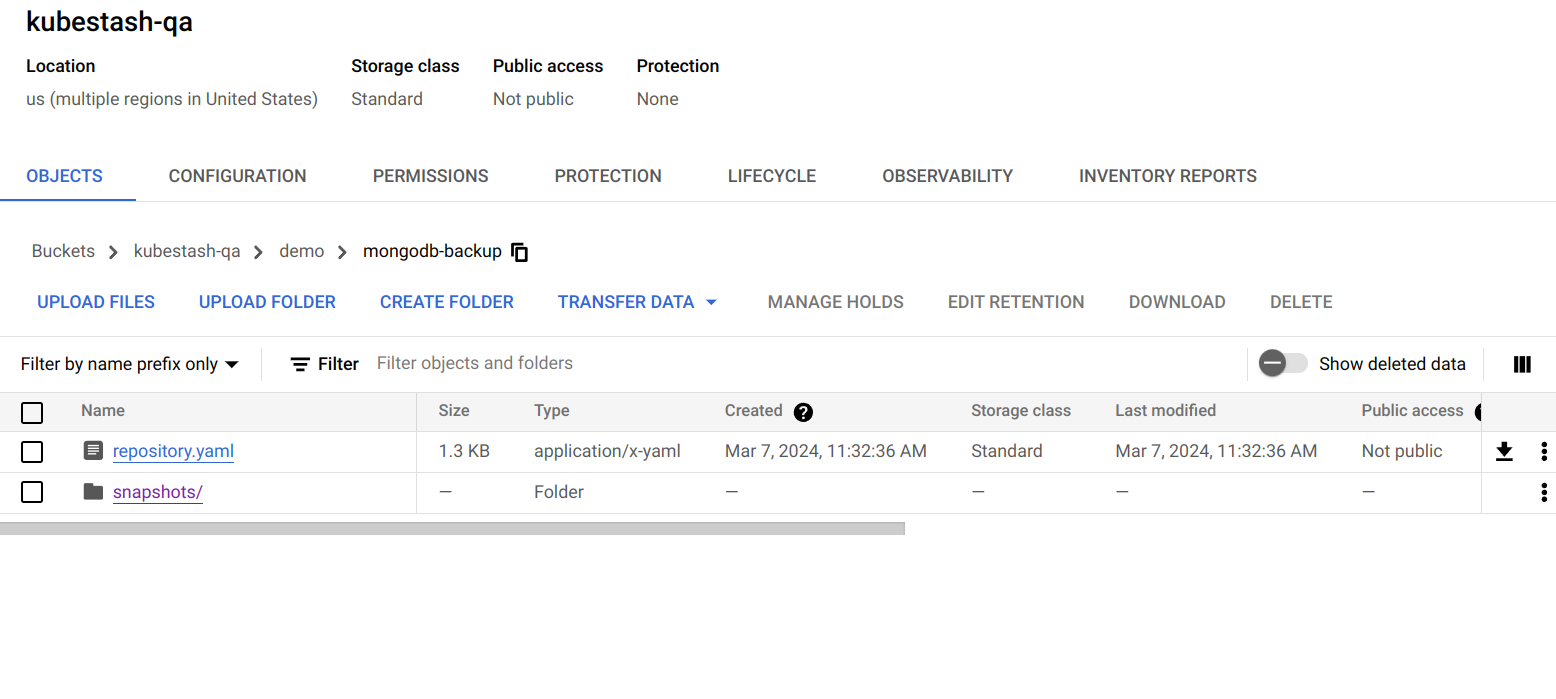 kubestash-qa
Location Storage class Public access Protection
us (multiple regions in United States) Standard Not public None
OBJECTS CONFIGURATION PERMISSIONS PROTECTION LIFECYCLE OBSERVABILITY INVENTORY REPORTS
Buckets kubestash-qa demo mongodb-backup
UPLOAD FILES UPLOAD FOLDER CREATE FOLDER TRANSFER DATA MANAGE HOLDS EDIT RETENTION DOWNLOAD DELETE
Filter by name prefix only Filter Filter objects and folders Show deleted data
Name Size Type Created Storage class Last modified Public access
repository.yaml 1.3 KB application/x-yaml Mar 7, 2024, 11:32:36 AM Standard Mar 7, 2024, 11:32:36 AM Not public
snapshots/ — Folder — — — —